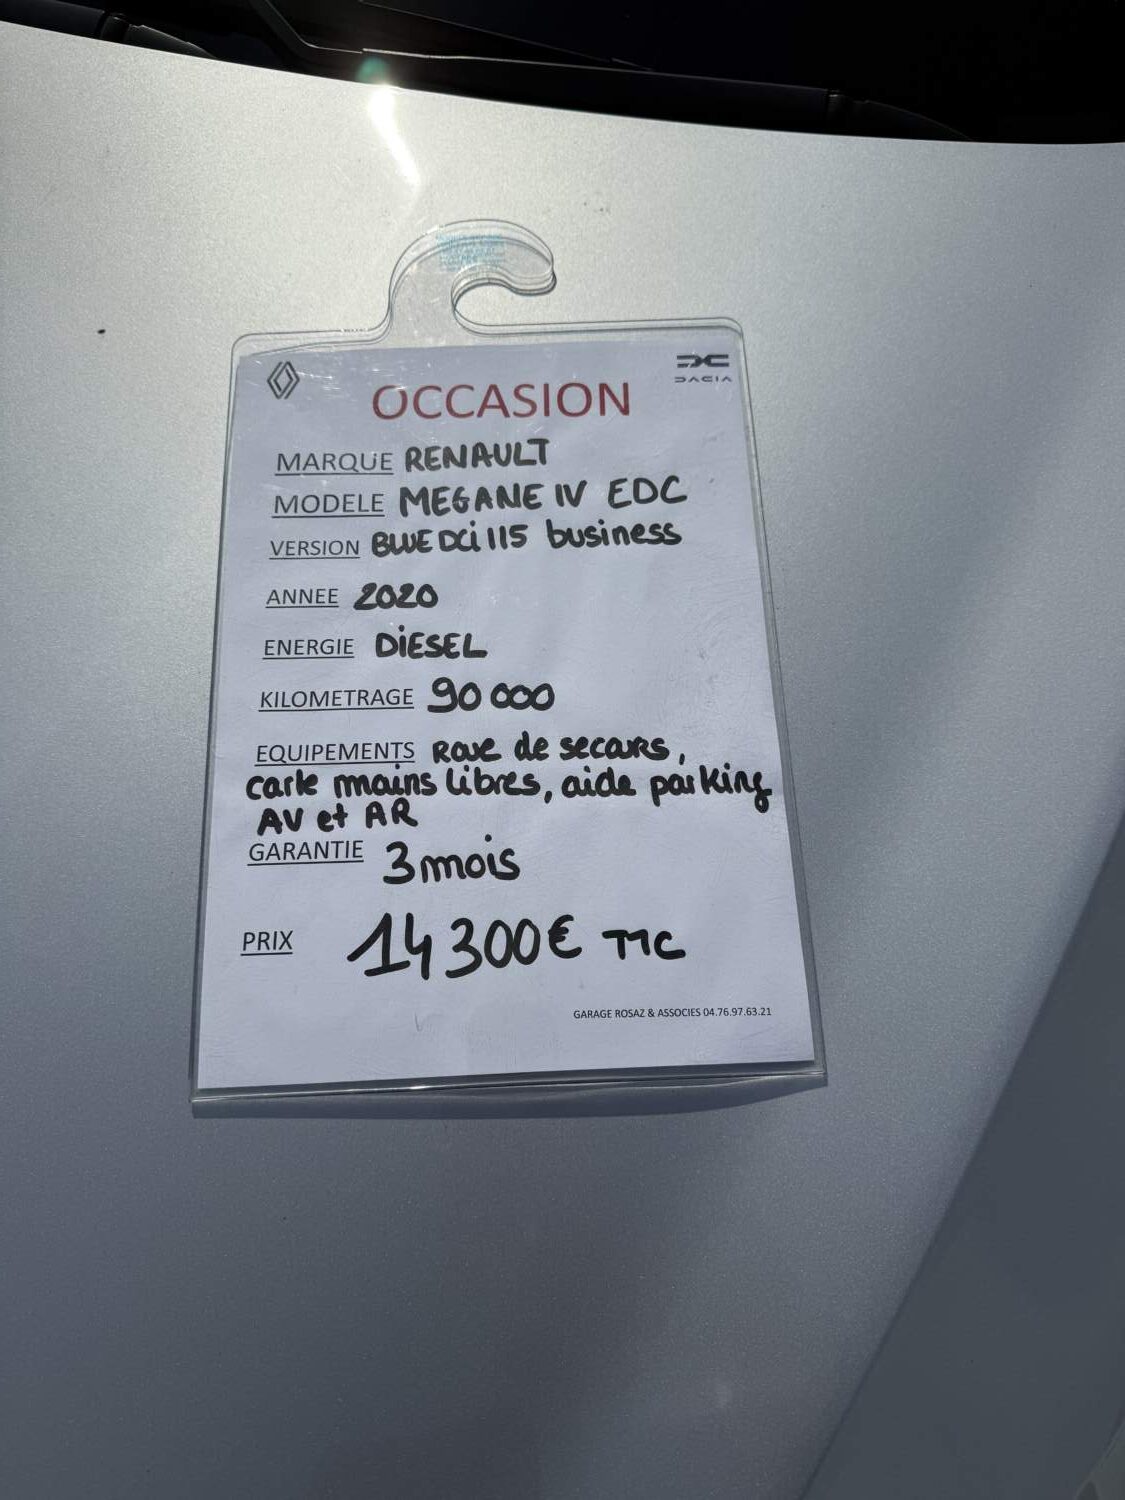 DACIA
OCCASION
MARQUE RENAULT
MODELE MEGANE IV EDC
VERSION BLUE DCi 115 business
ANNEE 2020
ENERGIE DiESEL
KILOMETRAGE 90 000
EQUIPEMENTS Roue de secours,
carte mains libres, aide parking
AV et AR
GARANTIE 3 mois
PRIX 14 300€ TTC
GARAGE ROSAZ & ASSOCIES 04.76.97.63.21